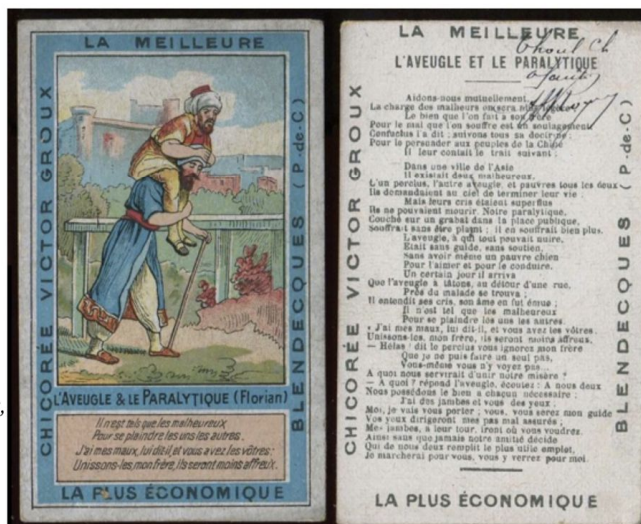 LA MEILLEURE
CHICORÉE VICTOR GROUX
BLENDECQUES (P-de-C)
L'AVEUGLE & LE PARALYTIQUE (Florian)
Il n'est tels que les malheureux
Pour se plaindre les uns les autres.
J'ai mes maux, lui dit-il, et vous avez les vôtres:
Unissons-les, mon frère, ils seront moins affreux.
LA PLUS ÉCONOMIQUE
LA MEILLEURE
L'AVEUGLE ET LE PARALYTIQUE
CHICORÉE VICTOR GROUX
BLENDECQUES (P-de-C)
Aidons-nous mutuellement,
La charge des malheurs en sera
Le bien que l'on fait à son frère
Pour le mal que l'on souffre est un soulagement
Confucius l'a dit; suivons tous sa doctrine;
Pour le persuader aux peuples de la Chine
Il leur contait le trait suivant:
Dans une ville de l'Asie
Il existait deux malheureux,
L'un perclus, l'autre aveugle, et pauvres tous les deux
Ils demandaient au ciel de terminer leur vie
Mais leurs cris étaient superflus
Ils ne pouvaient mourir. Notre paralytique,
Couché sur un grabat dans la place publique,
Souffrait sans être plaint; il en souffrait bien plus.
L'aveugle, à qui tout pouvait nuire,
Etait sans guide, sans soutien,
Sans avoir même un pauvre chien
Pour l'aimer et pour le conduire.
Un certain jour il arriva
Que l'aveugle à tâtons, au détour d'une rue,
Près du malade se trouva;
Il entendit ses cris, son âme en fut émue;
Il n'est tel que les malheureux
Pour se plaindre les uns les autres.
« J'ai mes maux, lui dit-il, et vous avez les vôtres:
Unissons-les, mon frère, ils seront moins affreux.
— Hélas! dit le perclus vous ignorez mon frère
Que je ne puis faire un seul pas,
Vous-même vous n'y voyez pas...
A quoi nous servirait d'unir notre misère?
— A quoi? répond l'aveugle, écoutez: A nous deux
Nous possédons le bien à chacun nécessaire:
J'ai des jambes et vous des yeux.
Moi, je vais vous porter; vous, vous serez mon guide
Vos yeux dirigeront mes pas mal assurés;
Mes jambes, à leur tour, iront où vous voudrez.
Ainsi sans que jamais notre amitié décide
Qui de nous deux remplit le plus utile emploi,
Je marcherai pour vous, vous y verrez pour moi.
LA PLUS ÉCONOMIQUE